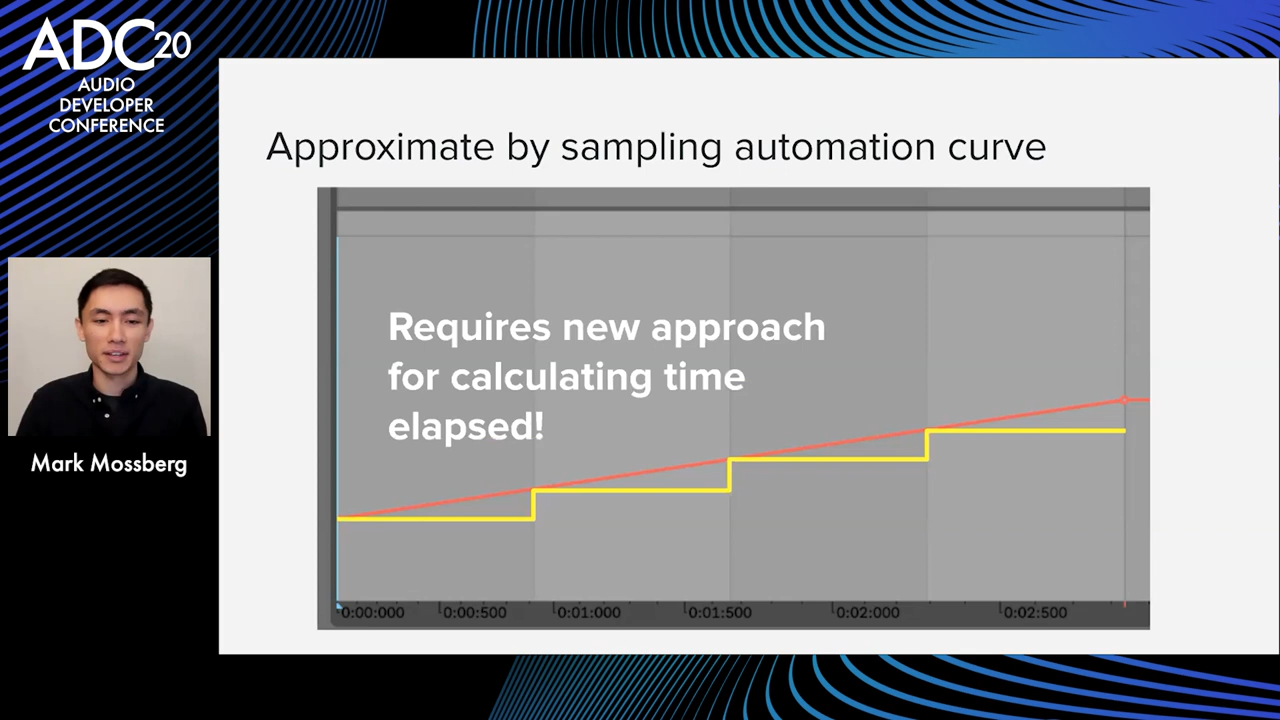 ADC20
AUDIO
DEVELOPER
CONFERENCE
Approximate by sampling automation curve
Requires new approach
for calculating time
elapsed!
Mark Mossberg
0:00:000 0:00:500 0:01:000 0:01:500 0:02:000 0:02:500